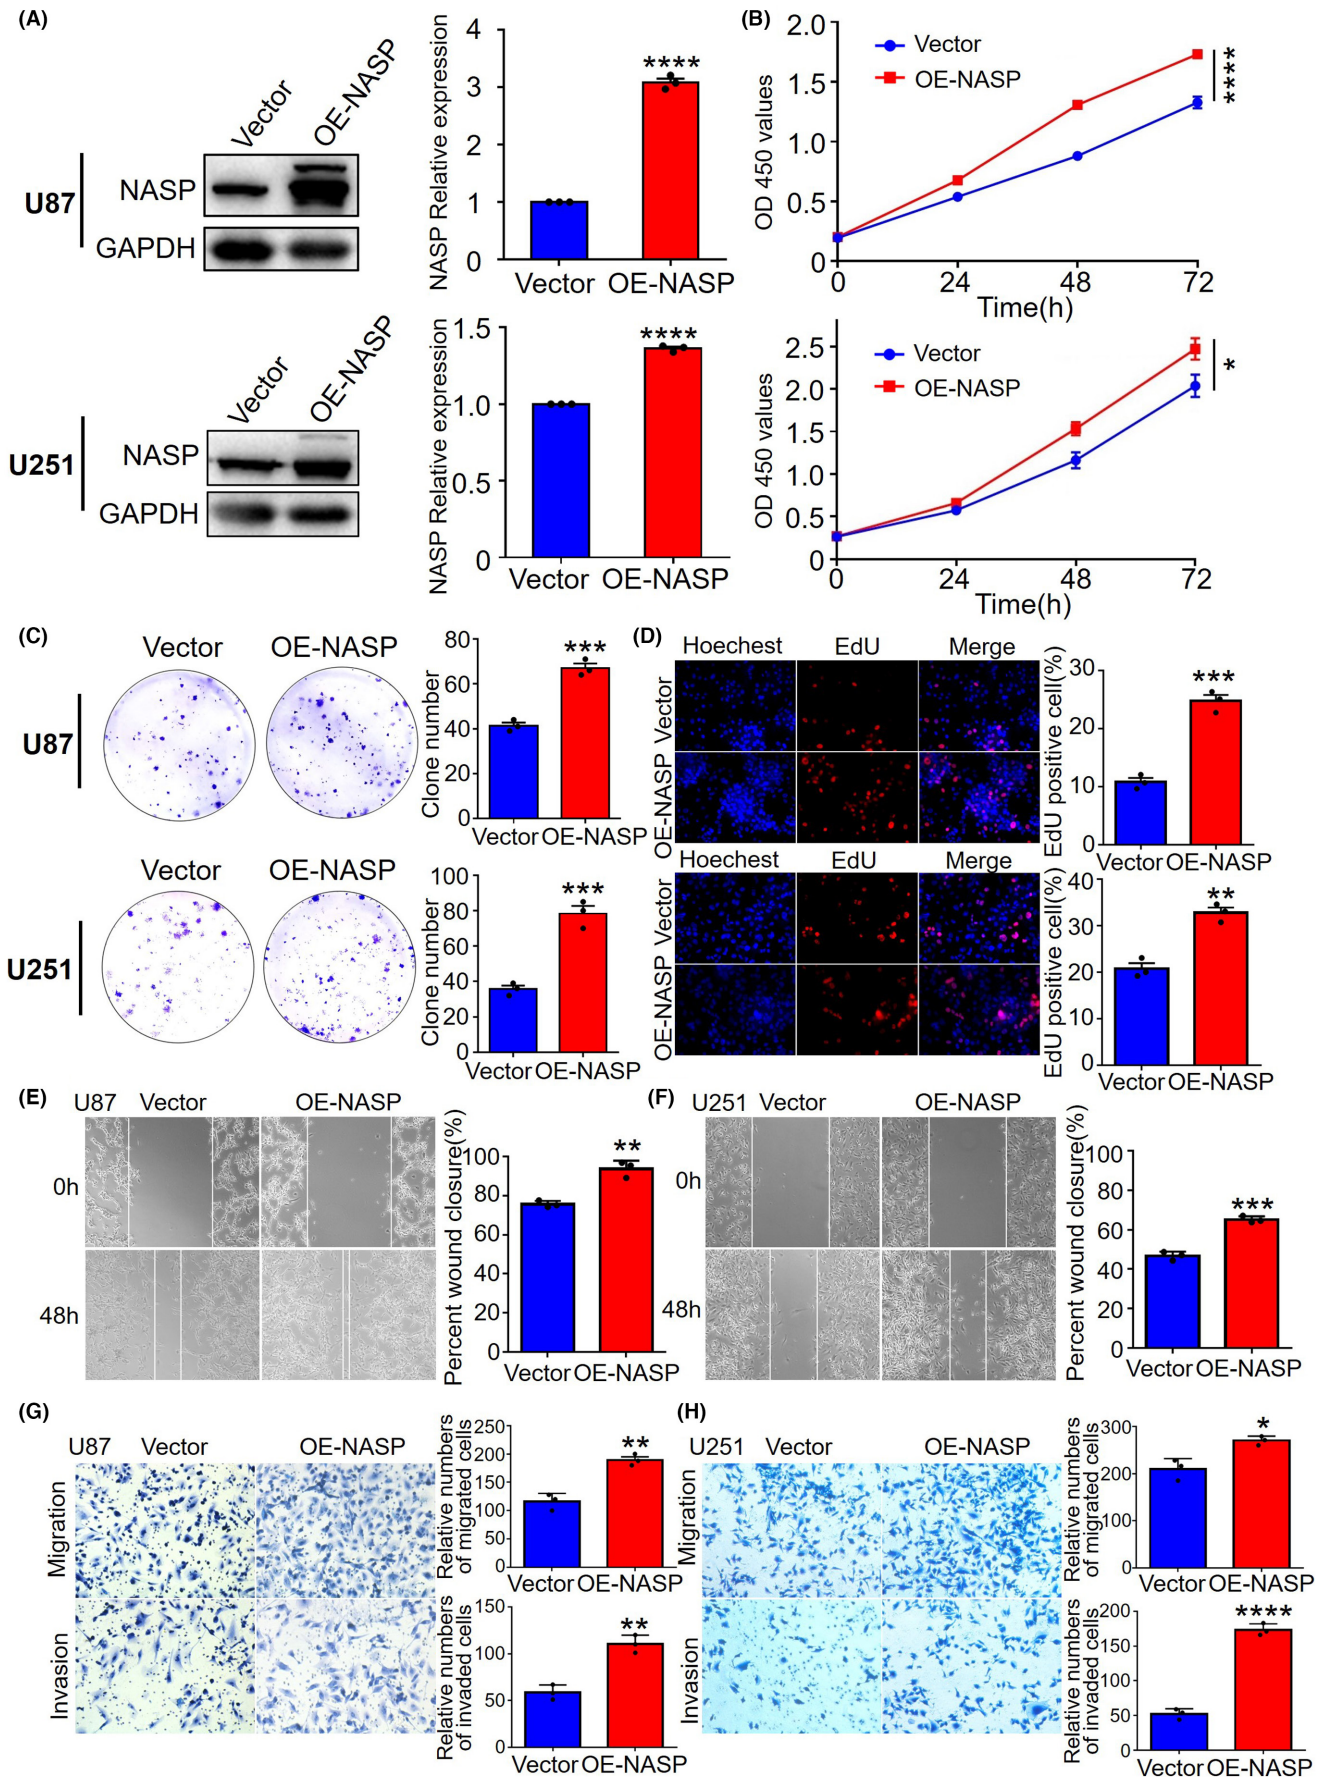 (A)
Vector
OE-NASP
U87
NASP
GAPDH
NASP Relative expression
4
3
2
1
0
****
Vector OE-NASP
Vector
OE-NASP
U251
NASP
GAPDH
NASP Relative expression
1.5
1.0
0.5
0
****
Vector OE-NASP
(B)
OD 450 values
2.0
1.5
1.0
0.5
0
Vector
OE-NASP
****
0 24 48 72
Time(h)
OD 450 values
2.5
2.0
1.5
1.0
0.5
0
Vector
OE-NASP
*
0 24 48 72
Time(h)
(C)
Vector OE-NASP
U87
Clone number
80
60
40
20
0
***
Vector OE-NASP
Vector OE-NASP
U251
Clone number
100
80
60
40
20
0
***
Vector OE-NASP
(D)
Hoechest EdU Merge
Vector
OE-NASP
EdU positive cell(%)
30
20
10
0
***
Vector OE-NASP
Hoechest EdU Merge
Vector
OE-NASP
EdU positive cell(%)
40
30
20
10
0
**
Vector OE-NASP
(E)
U87 Vector OE-NASP
0h
48h
Percent wound closure(%)
100
80
60
40
20
0
**
Vector OE-NASP
(F)
U251 Vector OE-NASP
0h
48h
Percent wound closure(%)
100
80
60
40
20
0
***
Vector OE-NASP
(G)
U87 Vector OE-NASP
Migration
Invasion
Relative numbers
of migrated cells
250
200
150
100
50
0
**
Vector OE-NASP
Relative numbers
of invaded cells
150
100
50
0
**
Vector OE-NASP
(H)
U251 Vector OE-NASP
Migration
Invasion
Relative numbers
of migrated cells
300
200
100
0
*
Vector OE-NASP
Relative numbers
of invaded cells
200
150
100
50
0
****
Vector OE-NASP